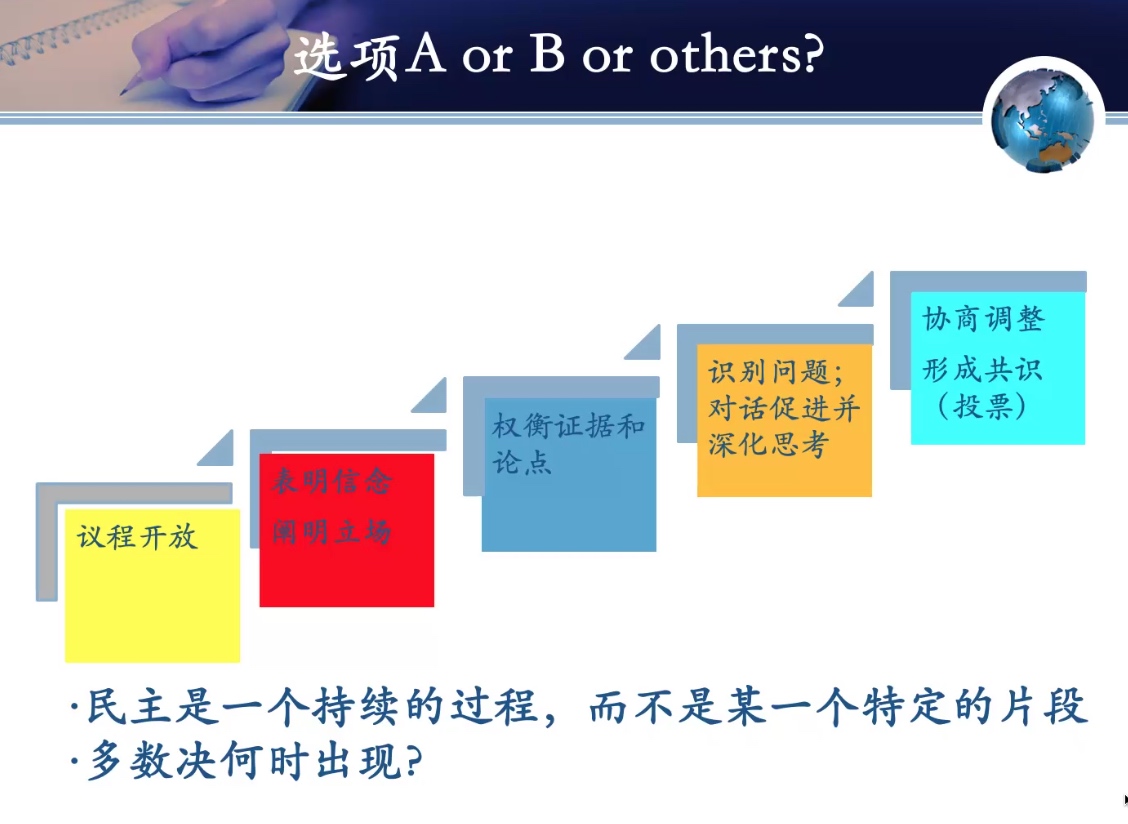 选项A or B or others?
议程开放
表明信念
阐明立场
权衡证据和
论点
识别问题；
对话促进并
深化思考
协商调整
形成共识
（投票）
·民主是一个持续的过程，而不是某一个特定的片段
·多数决何时出现?